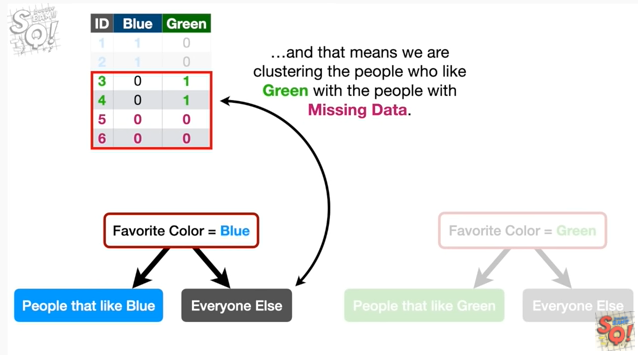 ID Blue Green
1 1 0
2 1 0
3 0 1
4 0 1
5 0 0
6 0 0
…and that means we are
clustering the people who like
Green with the people with
Missing Data.
Favorite Color = Blue
Favorite Color = Green
People that like Blue
Everyone Else
People that like Green
Everyone Else
SQ!
SQ!